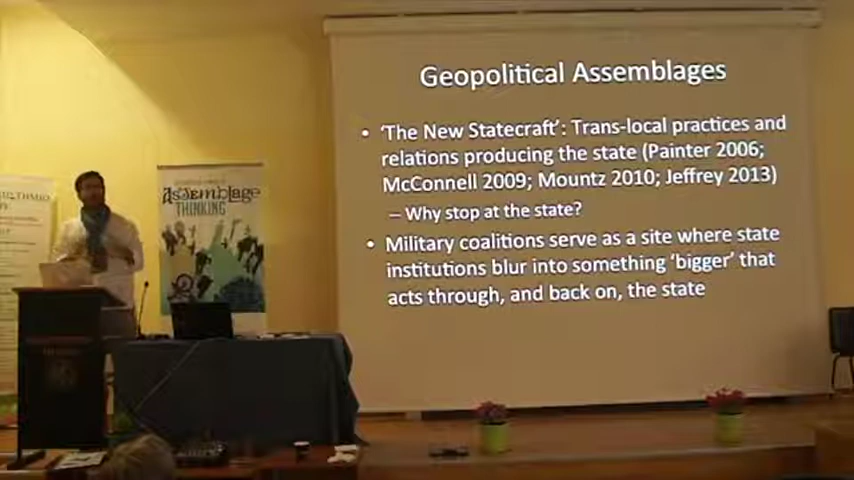 Geopolitical Assemblages
• 'The New Statecraft': Trans-local practices and
relations producing the state (Painter 2006;
McConnell 2009; Mountz 2010; Jeffrey 2013)
– Why stop at the state?
• Military coalitions serve as a site where state
institutions blur into something 'bigger' that
acts through, and back on, the state
Assemblage
THINKING